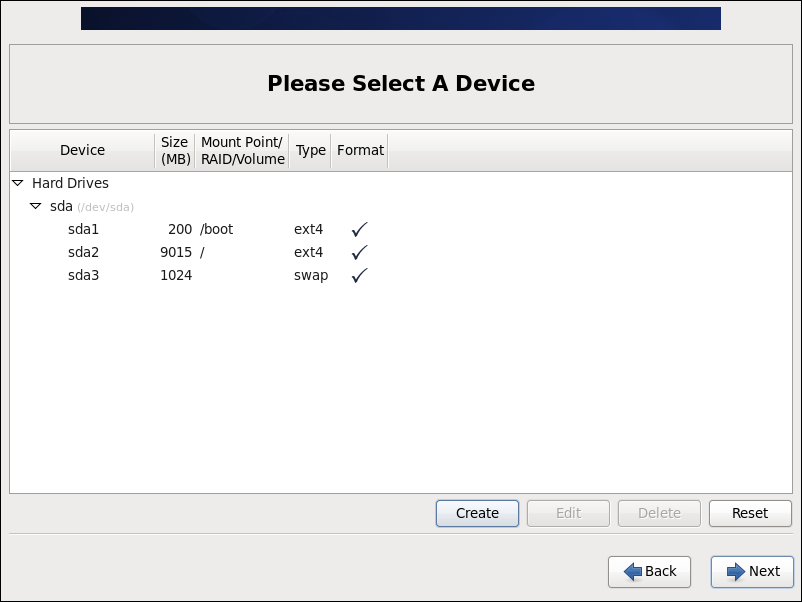 Please Select A Device
Device Size (MB) Mount Point/ RAID/Volume Type Format
Hard Drives
sda (/dev/sda)
sda1 200 /boot ext4
sda2 9015 / ext4
sda3 1024 swap
Create Edit Delete Reset
Back Next